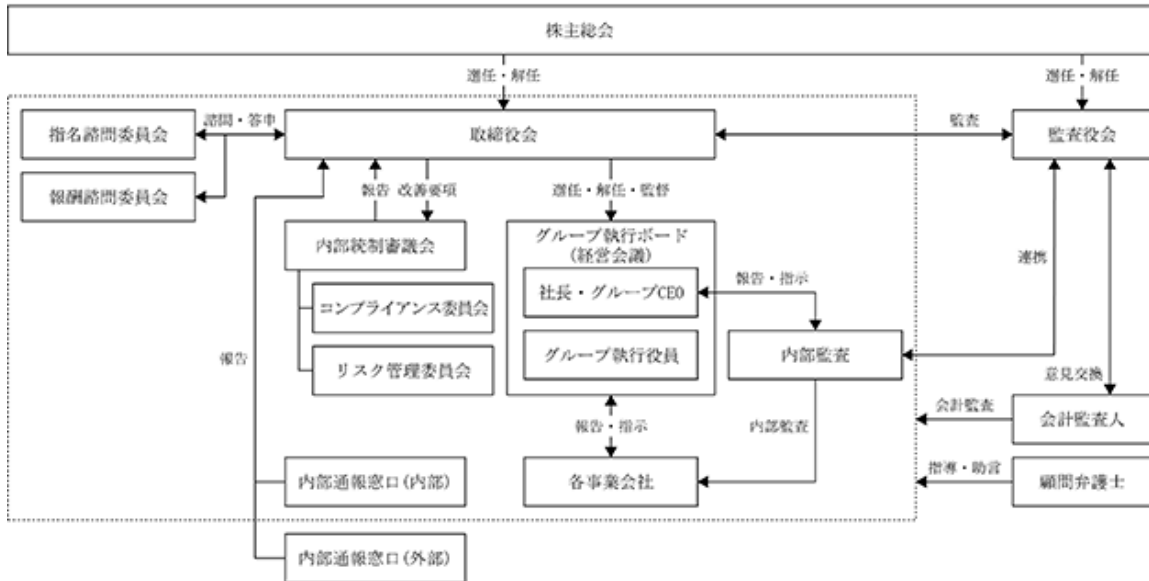 株主総会
選任・解任
選任・解任
指名諮問委員会
諮問・答申
取締役会
監査
監査役会
報酬諮問委員会
報告
改善要項
選任・解任・監督
内部統制審議会
グループ執行ボード
(経営会議)
連携
社長・グループCEO
報告・指示
コンプライアンス委員会
報告
リスク管理委員会
グループ執行役員
内部監査
意見交換
報告・指示
内部監査
会計監査
会計監査人
内部通報窓口(内部)
各事業会社
指導・助言
顧問弁護士
内部通報窓口(外部)